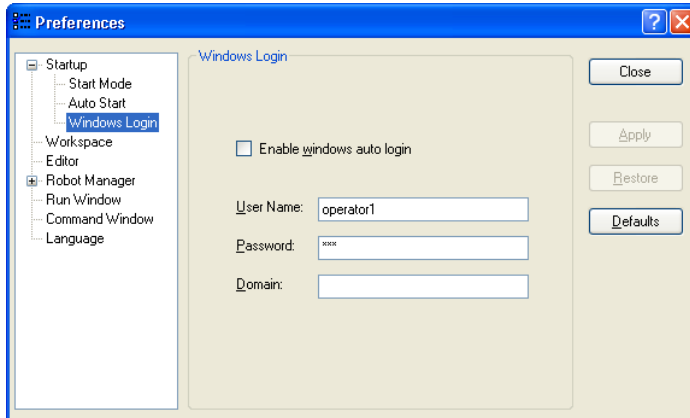 Preferences
Startup
Start Mode
Auto Start
Windows Login
Workspace
Editor
Robot Manager
Run Window
Command Window
Language
Windows Login
Enable windows auto login
User Name: operator1
Password: ***
Domain:
Close
Apply
Restore
Defaults